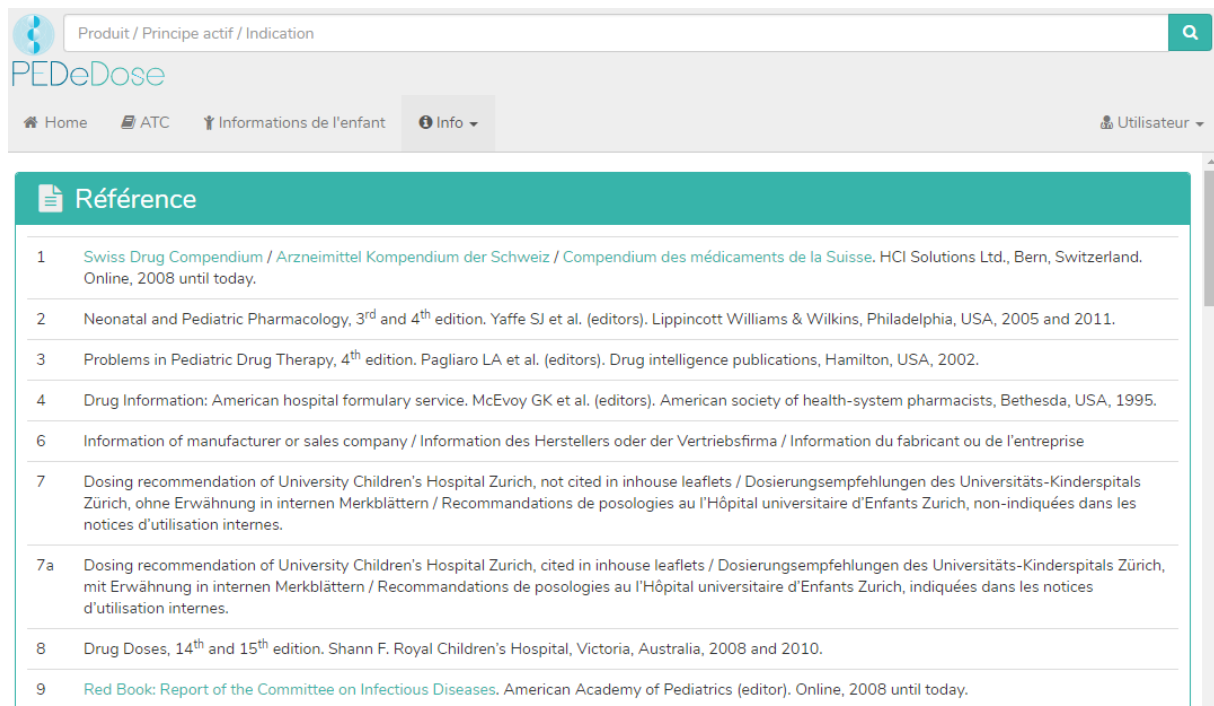 Produit / Principe actif / Indication
PEDeDose
Home ATC Informations de l'enfant Info Utilisateur
Référence
1 Swiss Drug Compendium / Arzneimittel Kompendium der Schweiz / Compendium des médicaments de la Suisse. HCI Solutions Ltd., Bern, Switzerland.
Online, 2008 until today.
2 Neonatal and Pediatric Pharmacology, 3rd and 4th edition. Yaffe SJ et al. (editors). Lippincott Williams & Wilkins, Philadelphia, USA, 2005 and 2011.
3 Problems in Pediatric Drug Therapy, 4th edition. Pagliaro LA et al. (editors). Drug intelligence publications, Hamilton, USA, 2002.
4 Drug Information: American hospital formulary service. McEvoy GK et al. (editors). American society of health-system pharmacists, Bethesda, USA, 1995.
6 Information of manufacturer or sales company / Information des Herstellers oder der Vertriebsfirma / Information du fabricant ou de l'entreprise
7 Dosing recommendation of University Children's Hospital Zurich, not cited in inhouse leaflets / Dosierungsempfehlungen des Universitäts-Kinderspitals
Zürich, ohne Erwähnung in internen Merkblättern / Recommandations de posologies au l'Hôpital universitaire d'Enfants Zurich, non-indiquées dans les
notices d'utilisation internes.
7a Dosing recommendation of University Children's Hospital Zurich, cited in inhouse leaflets / Dosierungsempfehlungen des Universitäts-Kinderspitals Zürich,
mit Erwähnung in internen Merkblättern / Recommandations de posologies au l'Hôpital universitaire d'Enfants Zurich, indiquées dans les notices
d'utilisation internes.
8 Drug Doses, 14th and 15th edition. Shann F. Royal Children's Hospital, Victoria, Australia, 2008 and 2010.
9 Red Book: Report of the Committee on Infectious Diseases. American Academy of Pediatrics (editor). Online, 2008 until today.